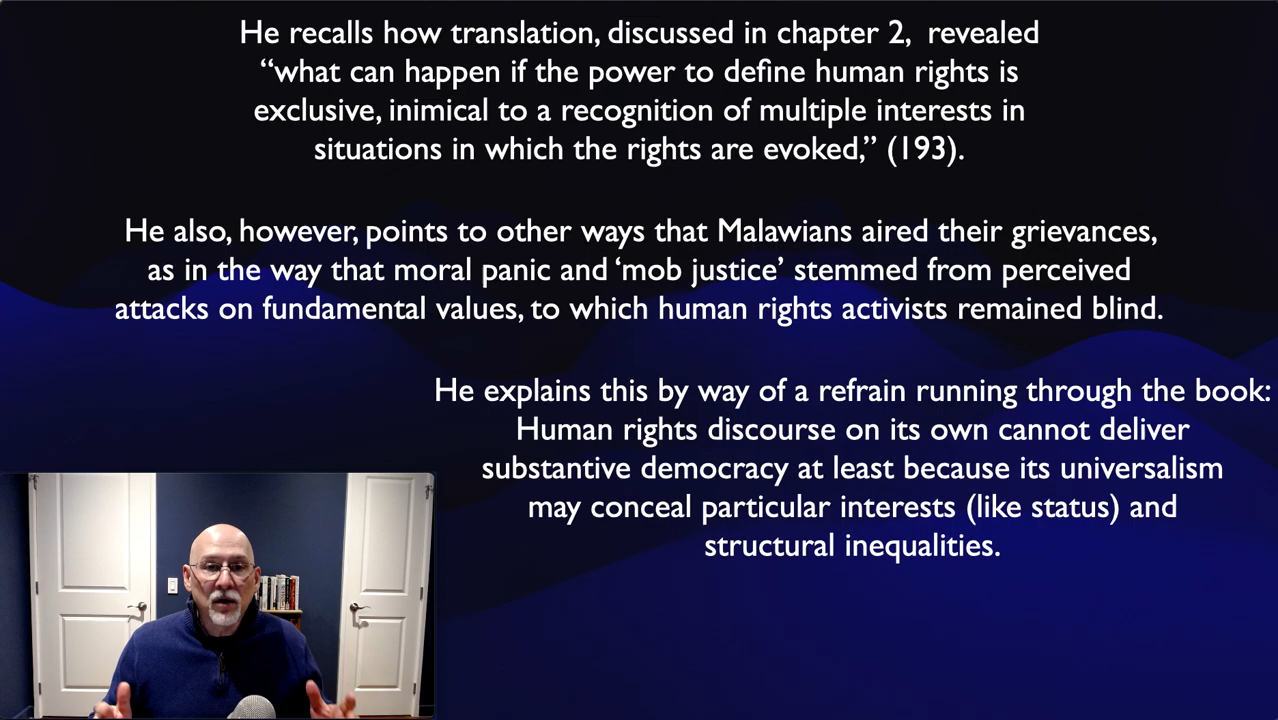 He recalls how translation, discussed in chapter 2, revealed
“what can happen if the power to define human rights is
exclusive, inimical to a recognition of multiple interests in
situations in which the rights are evoked,” (193).
He also, however, points to other ways that Malawians aired their grievances,
as in the way that moral panic and ‘mob justice’ stemmed from perceived
attacks on fundamental values, to which human rights activists remained blind.
He explains this by way of a refrain running through the book:
Human rights discourse on its own cannot deliver
substantive democracy at least because its universalism
may conceal particular interests (like status) and
structural inequalities.